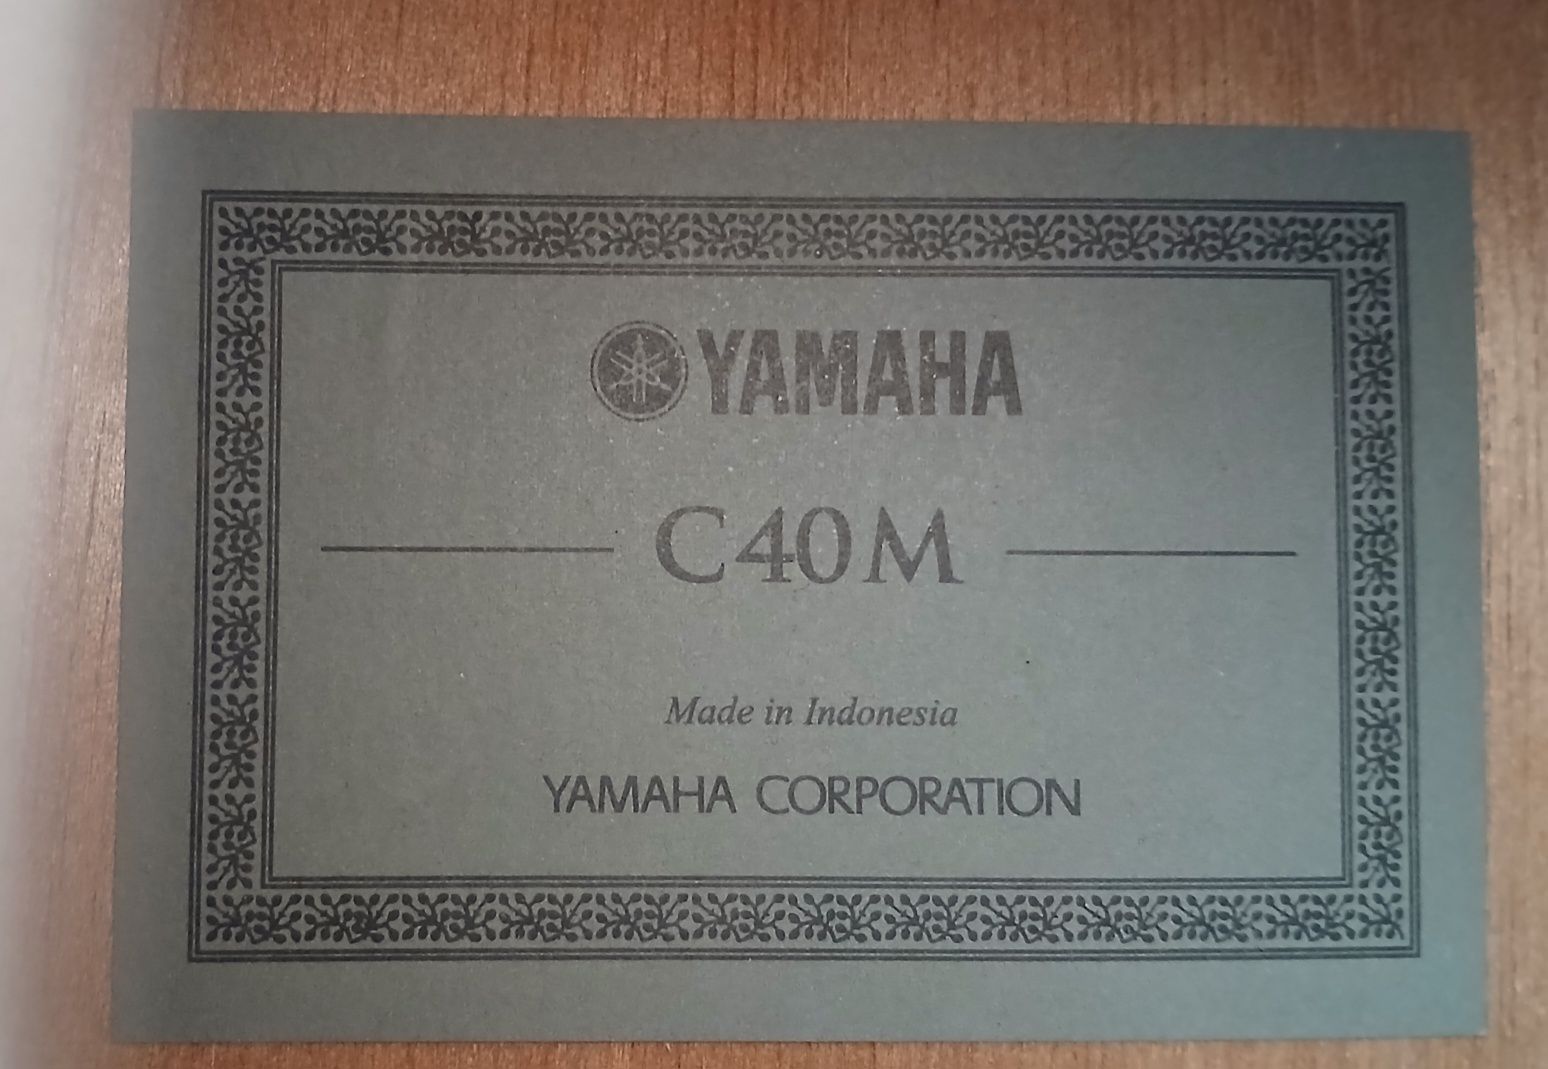 YAMAHA
C40M
Made in Indonesia
YAMAHA CORPORATION